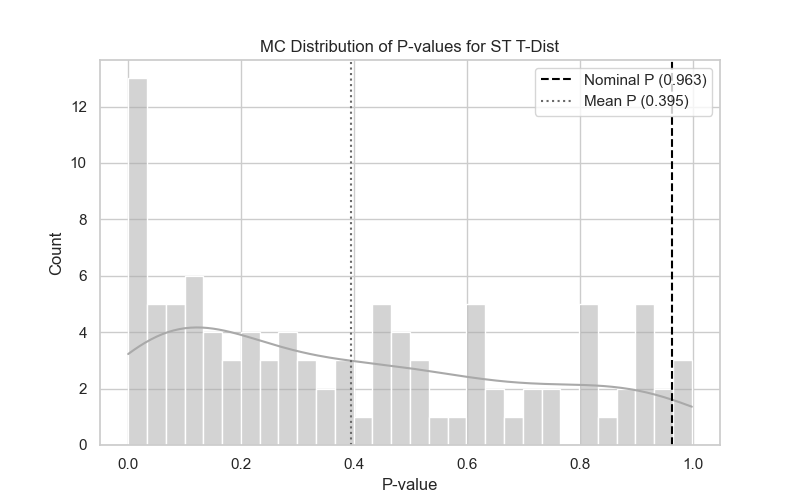 MC Distribution of P-values for ST T-Dist
Nominal P (0.963)
Mean P (0.395)
12
10
8
6
4
2
0
Count
0.0 0.2 0.4 0.6 0.8 1.0
P-value